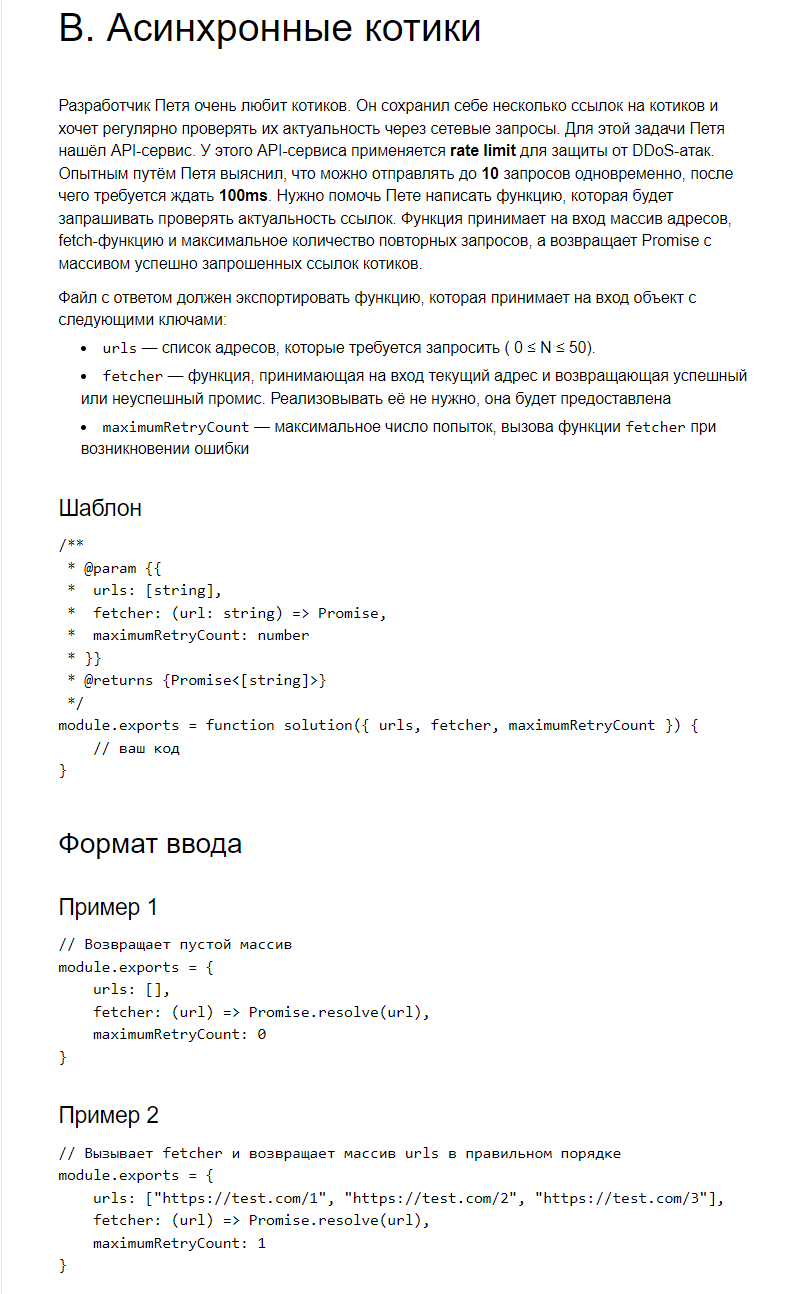 В. Асинхронные котики
Разработчик Петя очень любит котиков. Он сохранил себе несколько ссылок на котиков и
хочет регулярно проверять их актуальность через сетевые запросы. Для этой задачи Петя
нашёл API-сервис. У этого API-сервиса применяется rate limit для защиты от DDoS-атак.
Опытным путём Петя выяснил, что можно отправлять до 10 запросов одновременно, после
чего требуется ждать 100ms. Нужно помочь Пете написать функцию, которая будет
запрашивать проверять актуальность ссылок. Функция принимает на вход массив адресов,
fetch-функцию и максимальное количество повторных запросов, а возвращает Promise с
массивом успешно запрошенных ссылок котиков.
Файл с ответом должен экспортировать функцию, которая принимает на вход объект с
следующими ключами:
• urls — список адресов, которые требуется запросить ( 0 ≤ N ≤ 50).
• fetcher — функция, принимающая на вход текущий адрес и возвращающая успешный
или неуспешный промис. Реализовывать её не нужно, она будет предоставлена
• maximumRetryCount — максимальное число попыток, вызова функции fetcher при
возникновении ошибки
Шаблон
/**
 * @param {{
 *  urls: [string],
 *  fetcher: (url: string) => Promise,
 *  maximumRetryCount: number
 * }}
 * @returns {Promise<[string]>}
 */
module.exports = function solution({ urls, fetcher, maximumRetryCount }) {
    // ваш код
}
Формат ввода
Пример 1
// Возвращает пустой массив
module.exports = {
    urls: [],
    fetcher: (url) => Promise.resolve(url),
    maximumRetryCount: 0
}
Пример 2
// Вызывает fetcher и возвращает массив urls в правильном порядке
module.exports = {
    urls: ["https://test.com/1", "https://test.com/2", "https://test.com/3"],
    fetcher: (url) => Promise.resolve(url),
    maximumRetryCount: 1
}